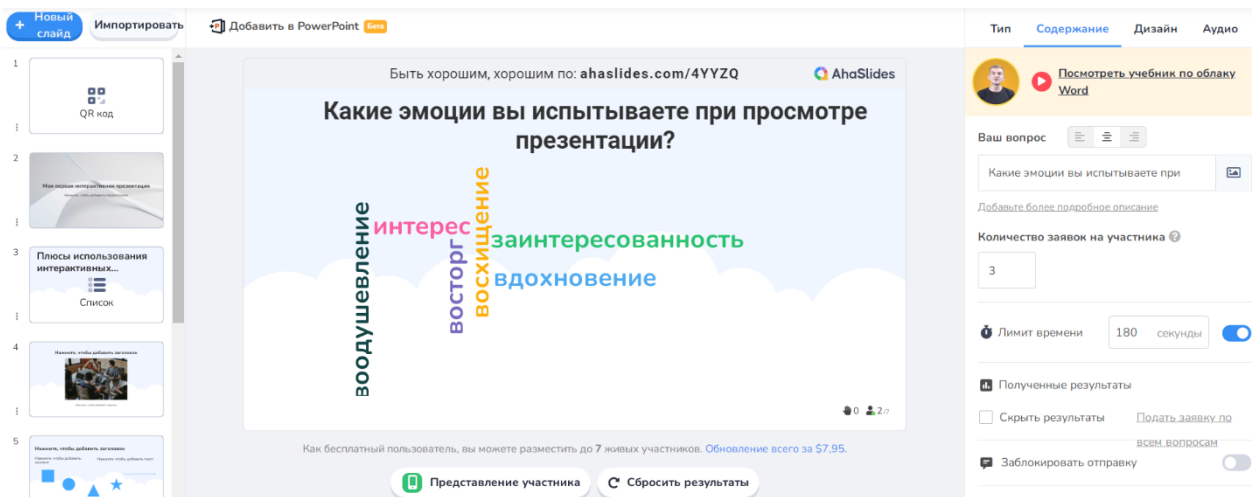 + Новый слайд
Импортировать
Добавить в PowerPoint Бета
1
QR код
2
Моя первая интерактивная презентация
3
Плюсы использования
интерактивных...
Список
4
Нажмите, чтобы добавить заголовок
5
Нажмите, чтобы добавить заголовок
Быть хорошим, хорошим по: ahaslides.com/4YYZQ
AhaSlides
Какие эмоции вы испытываете при просмотре
презентации?
воодушевление
интерес
восторг
восхищение
заинтересованность
вдохновение
0 2/7
Как бесплатный пользователь, вы можете разместить до 7 живых участников. Обновление всего за $7,95.
Представление участника
Сбросить результаты
Тип Содержание Дизайн Аудио
Посмотреть учебник по облаку
Word
Ваш вопрос
Какие эмоции вы испытываете при
Добавьте более подробное описание
Количество заявок на участника
3
Лимит времени 180 секунды
Полученные результаты
Скрыть результаты
Подать заявку по
всем вопросам
Заблокировать отправку